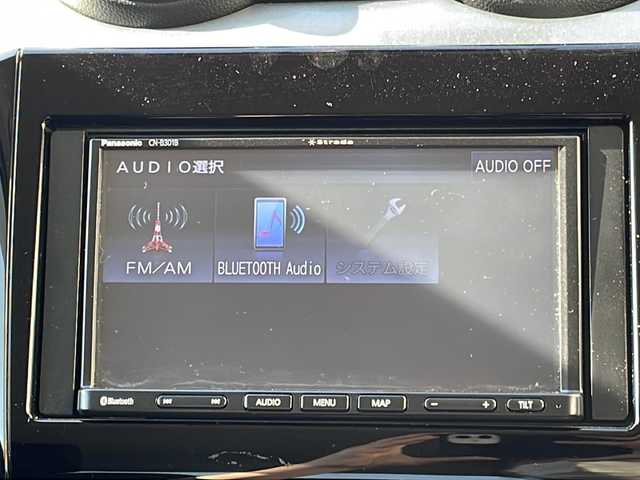 Panasonic CN-B301B Strada
AUDIO選択 AUDIO OFF
FM/AM BLUETOOTH Audio システム設定
Bluetooth AUDIO MENU MAP − + TILT